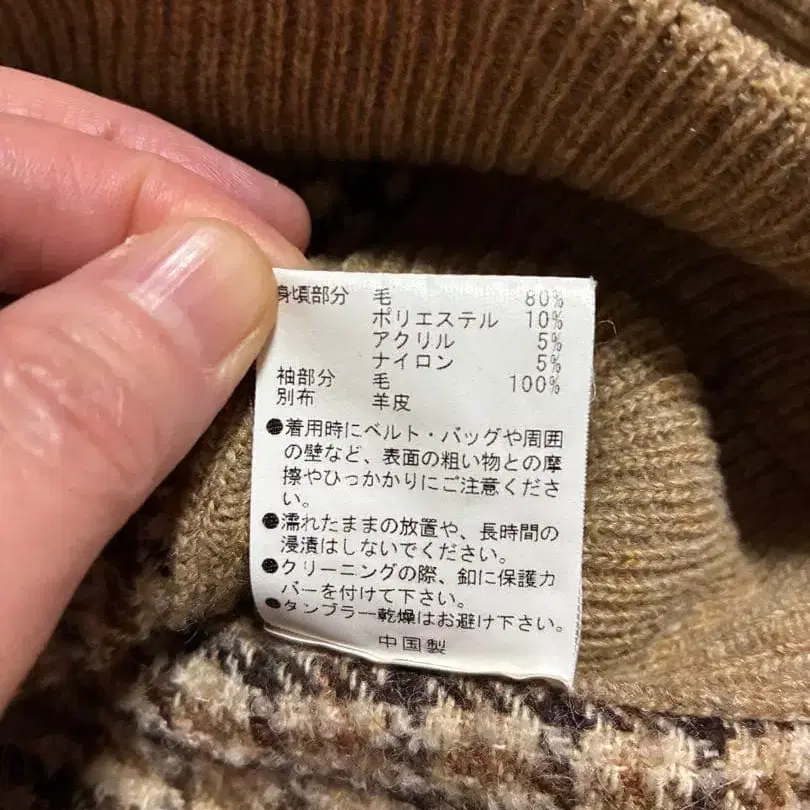 身頃部分 毛 80%
ポリエステル 10%
アクリル 5%
ナイロン 5%
袖部分 毛 100%
別布 羊皮
●着用時にベルト・バッグや周囲
の壁など、表面の粗い物との摩
擦やひっかかりにご注意くださ
い。
●濡れたままの放置や、長時間の
浸漬はしないでください。
●クリーニングの際、釦に保護カ
バーを付けて下さい。
●タンブラー乾燥はお避け下さい。
中国製